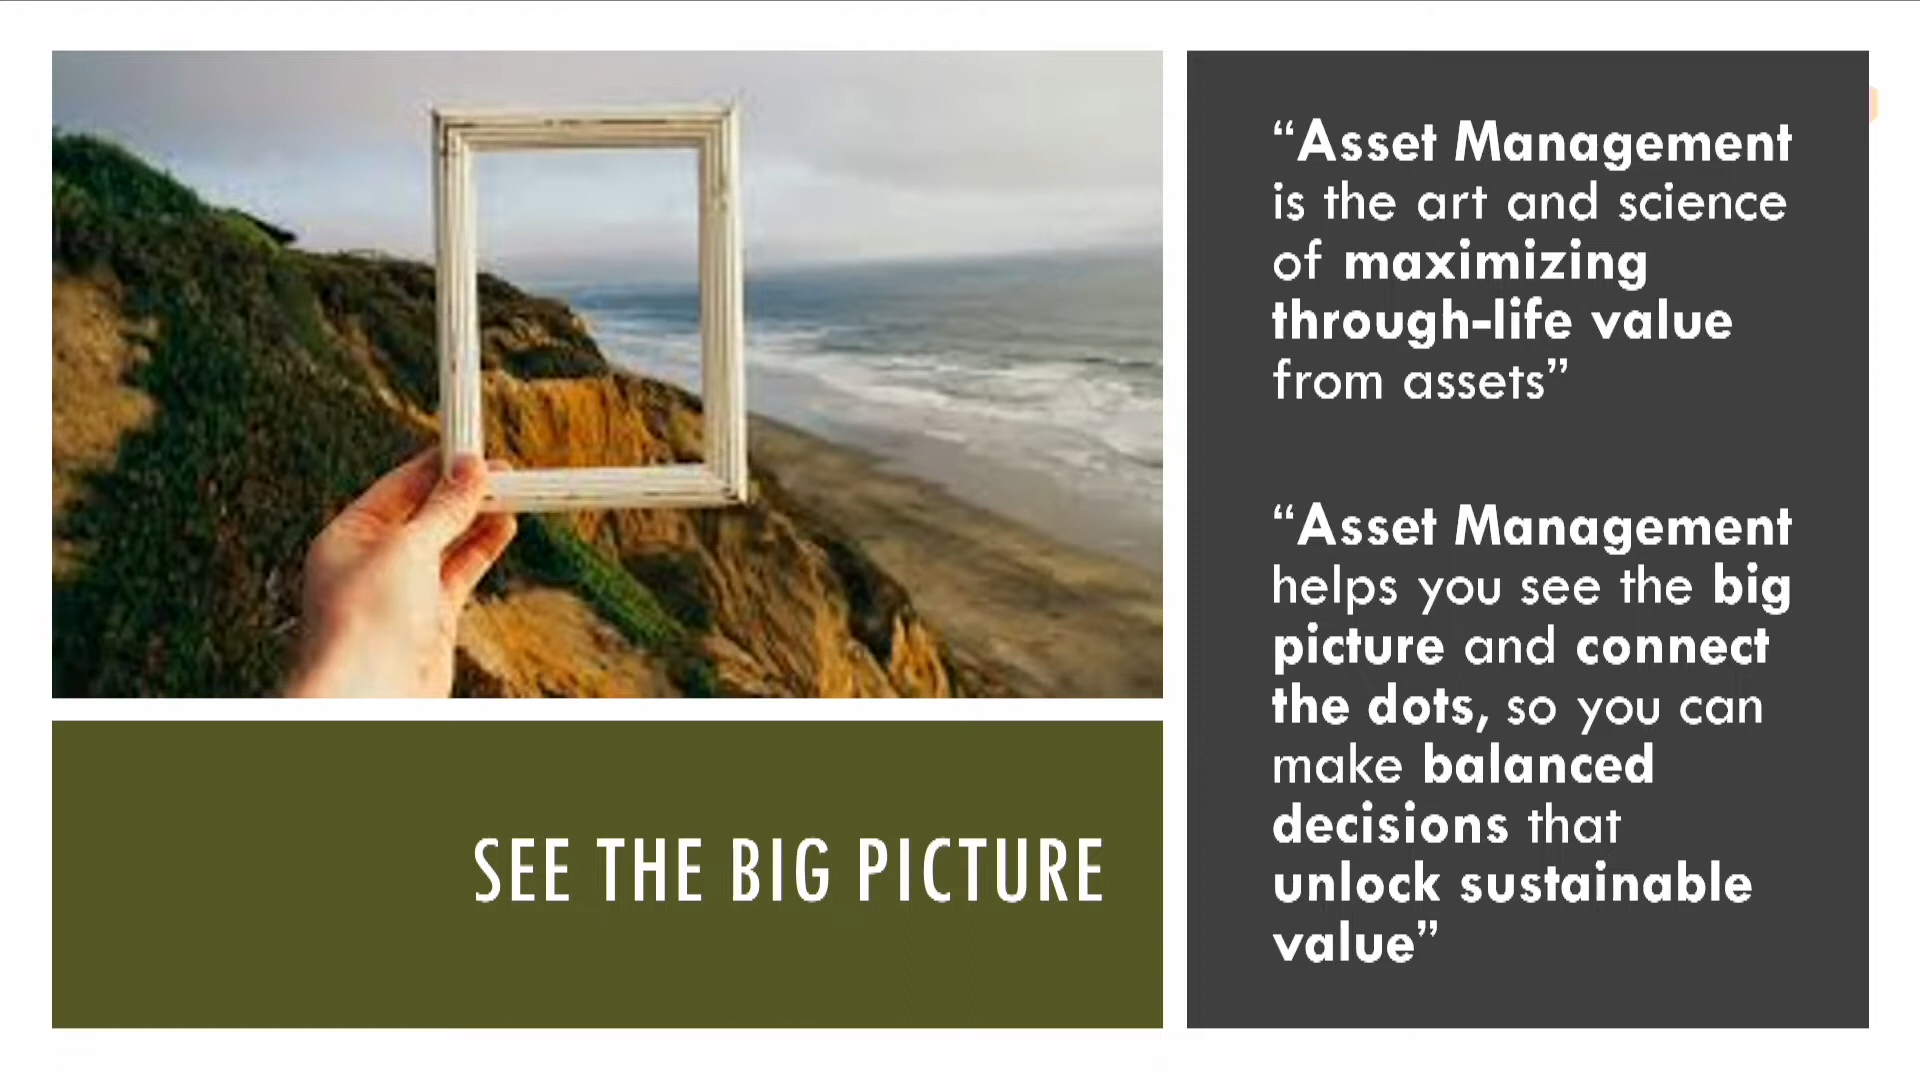 SEE THE BIG PICTURE
“Asset Management
is the art and science
of maximizing
through-life value
from assets”
“Asset Management
helps you see the big
picture and connect
the dots, so you can
make balanced
decisions that
unlock sustainable
value”